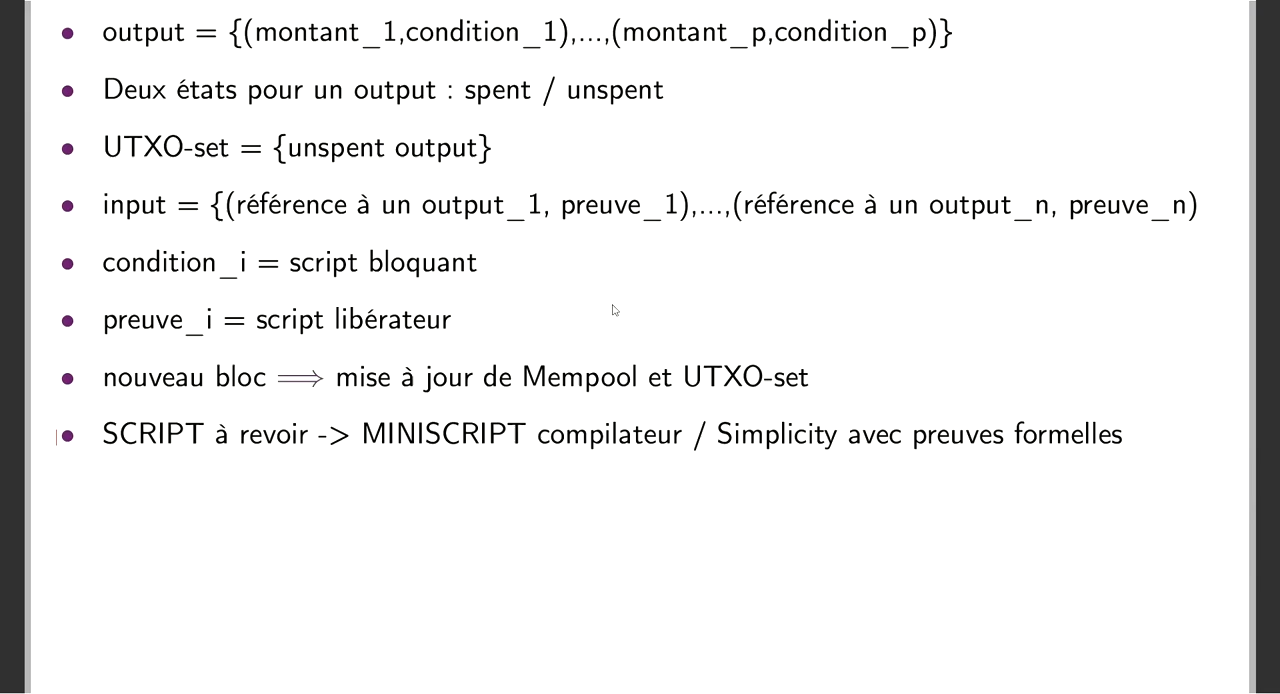 • output = {(montant_1,condition_1),...,(montant_p,condition_p)}
• Deux états pour un output : spent / unspent
• UTXO-set = {unspent output}
• input = {(référence à un output_1, preuve_1),...,(référence à un output_n, preuve_n)
• condition_i = script bloquant
• preuve_i = script libérateur
• nouveau bloc ⟹ mise à jour de Mempool et UTXO-set
• SCRIPT à revoir -> MINISCRIPT compilateur / Simplicity avec preuves formelles